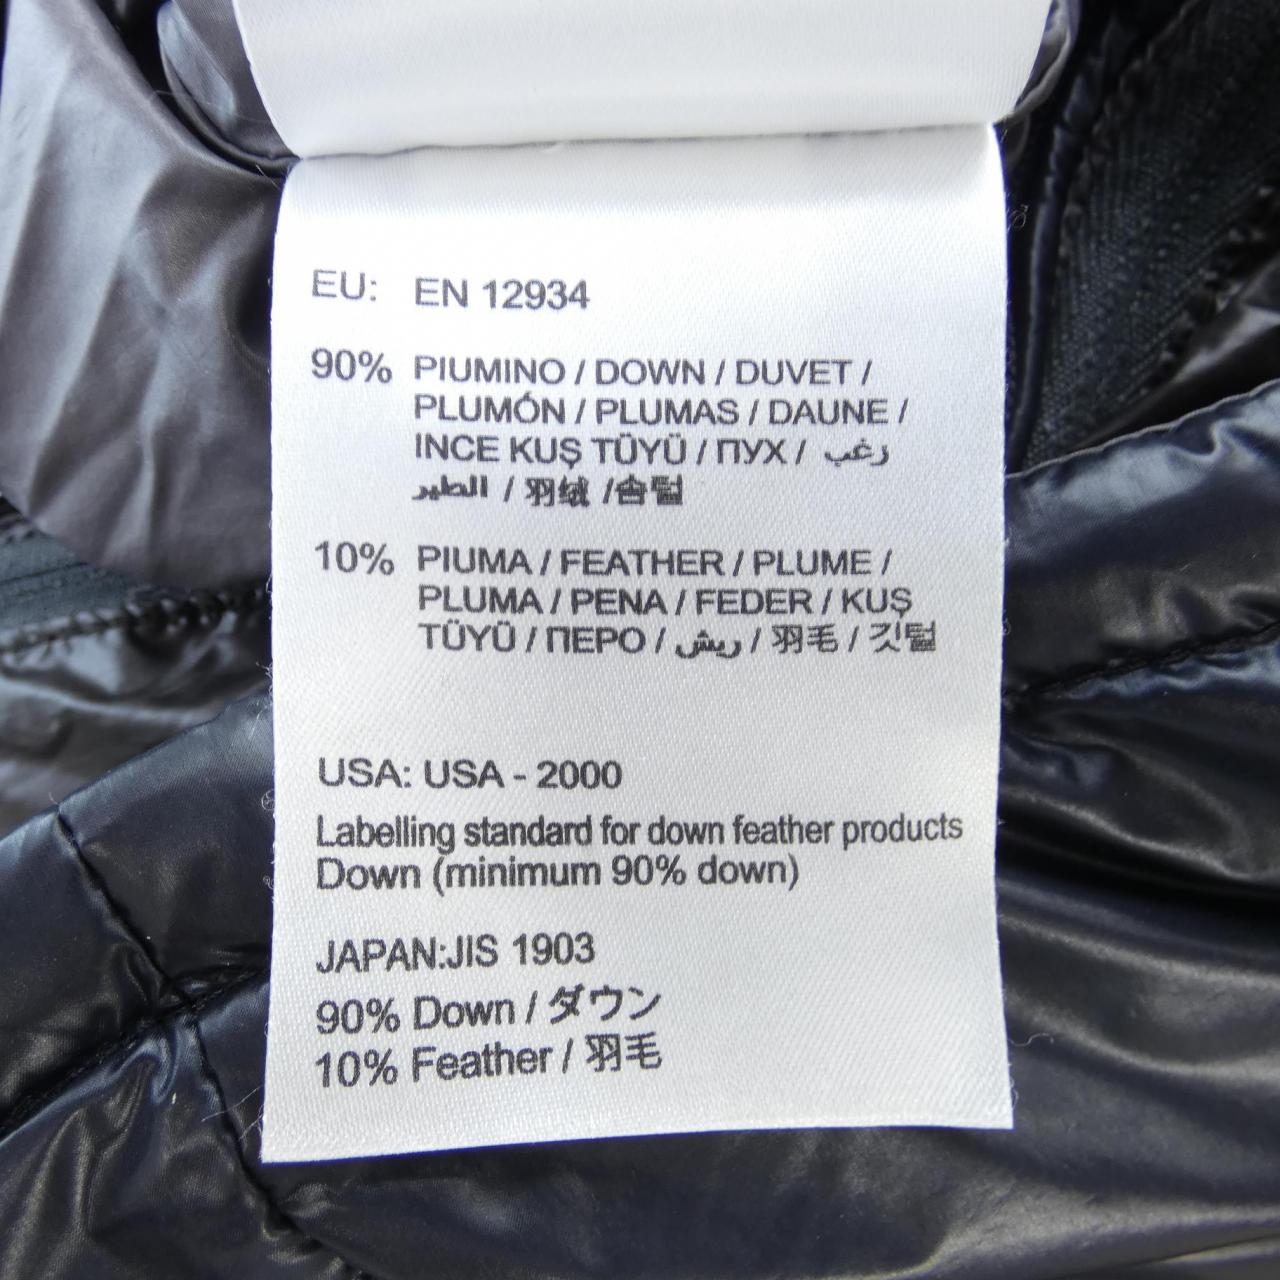 EU: EN 12934
90% PIUMINO / DOWN / DUVET /
PLUMÓN / PLUMAS / DAUNE /
INCE KUŞ TÜYÜ / ПУХ / زغب
الطير / 羽绒 /솜털
10% PIUMA / FEATHER / PLUME /
PLUMA / PENA / FEDER / KUŞ
TÜYÜ / ПЕРО / ريش / 羽毛 / 깃털
USA: USA - 2000
Labelling standard for down feather products
Down (minimum 90% down)
JAPAN:JIS 1903
90% Down / ダウン
10% Feather / 羽毛